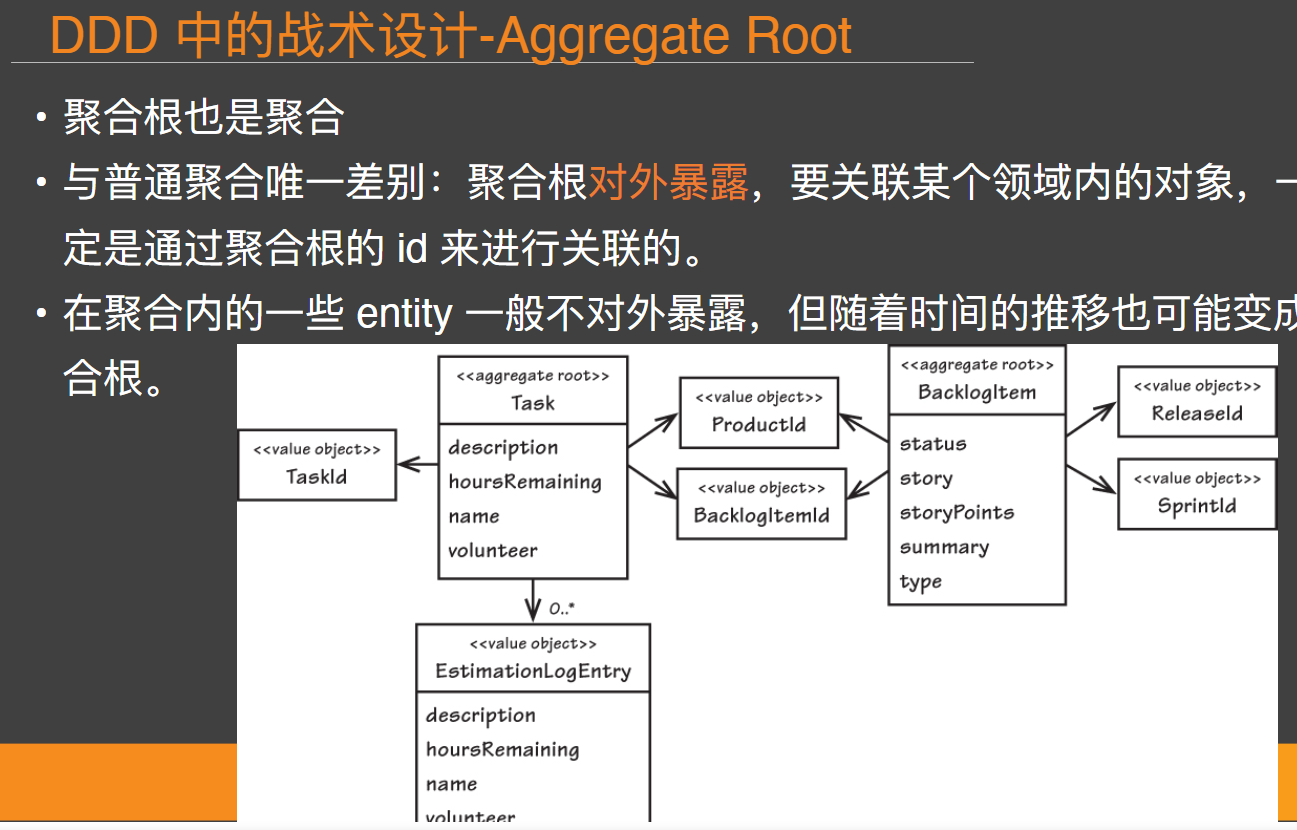 DDD 中的战术设计-Aggregate Root
• 聚合根也是聚合
• 与普通聚合唯一差别：聚合根对外暴露，要关联某个领域内的对象，一
定是通过聚合根的 id 来进行关联的。
• 在聚合内的一些 entity 一般不对外暴露，但随着时间的推移也可能变成
合根。
<<value object>>
TaskId
<<aggregate root>>
Task
description
hoursRemaining
name
volunteer
0..*
<<value object>>
EstimationLogEntry
description
hoursRemaining
name
volunteer
<<value object>>
ProductId
<<value object>>
BacklogItemId
<<aggregate root>>
BacklogItem
status
story
storyPoints
summary
type
<<value object>>
ReleaseId
<<value object>>
SprintId